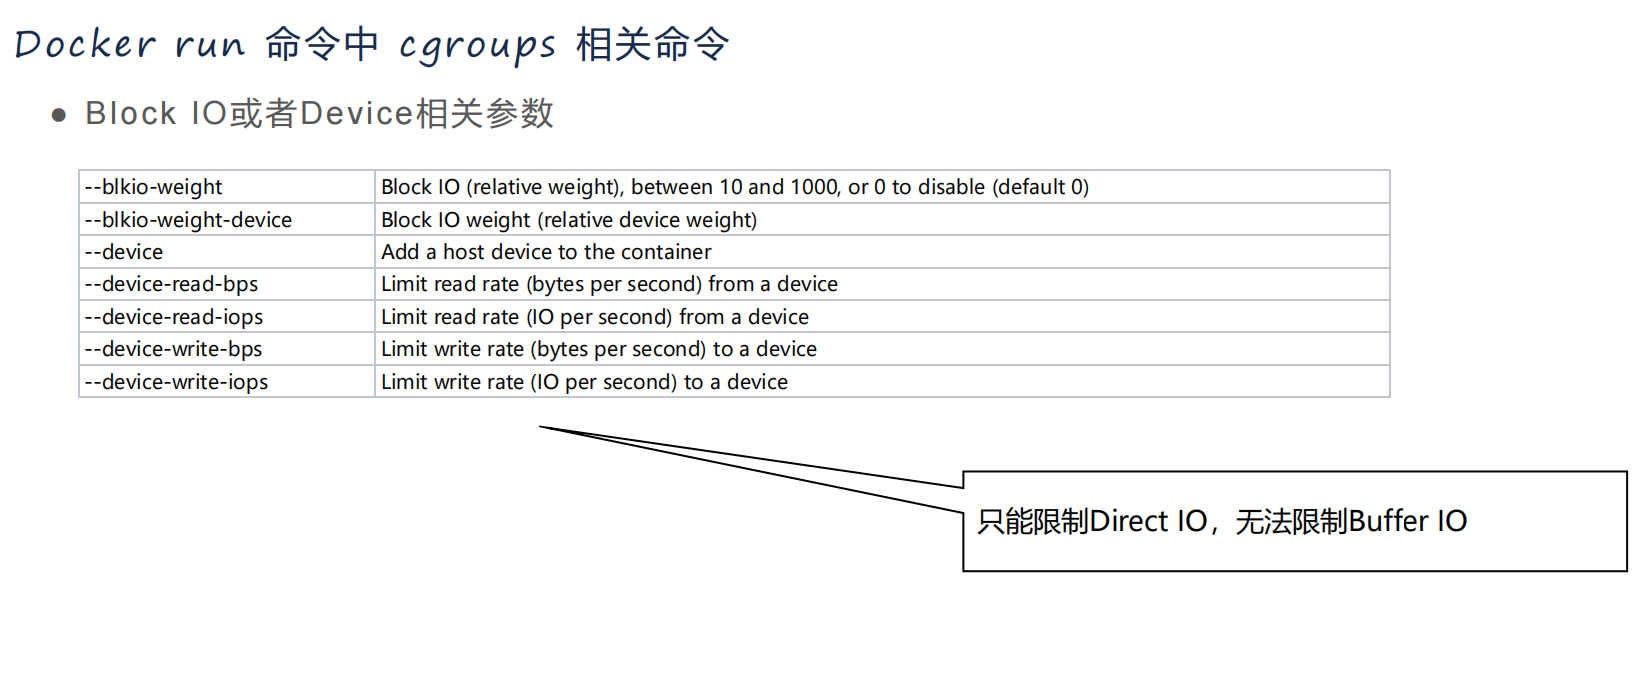 Docker run 命令中 cgroups 相关命令
● Block IO或者Device相关参数
--blkio-weight Block IO (relative weight), between 10 and 1000, or 0 to disable (default 0)
--blkio-weight-device Block IO weight (relative device weight)
--device Add a host device to the container
--device-read-bps Limit read rate (bytes per second) from a device
--device-read-iops Limit read rate (IO per second) from a device
--device-write-bps Limit write rate (bytes per second) to a device
--device-write-iops Limit write rate (IO per second) to a device
只能限制Direct IO，无法限制Buffer IO